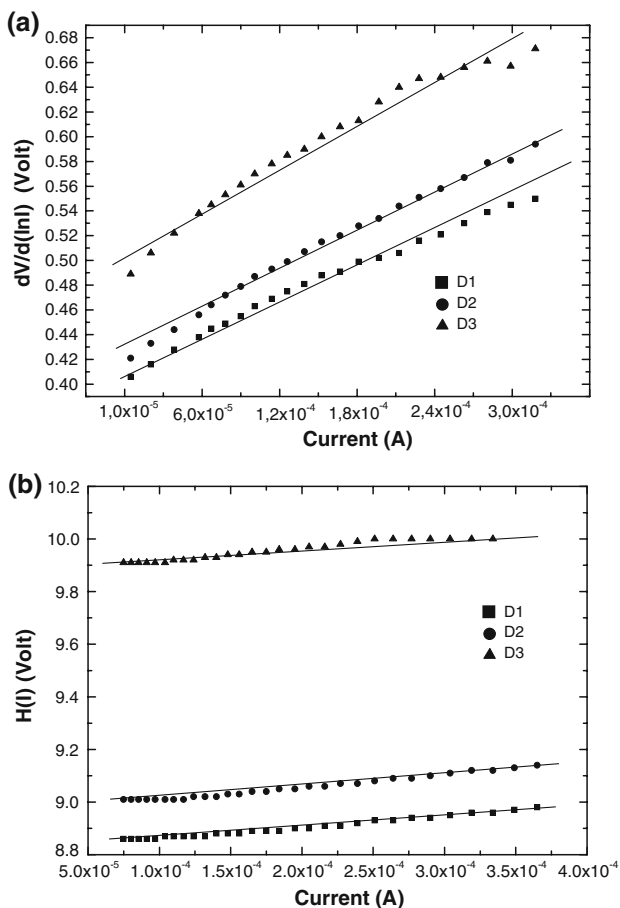 (a)
0.68
0.66
0.64
0.62
0.60
0.58
0.56
0.54
0.52
0.50
0.48
0.46
0.44
0.42
0.40
dV/d(lnI) (Volt)
D1
D2
D3
1,0x10⁻⁵ 6,0x10⁻⁵ 1,2x10⁻⁴ 1,8x10⁻⁴ 2,4x10⁻⁴ 3,0x10⁻⁴
Current (A)
(b)
10.2
10.0
9.8
9.6
9.4
9.2
9.0
8.8
H(I) (Volt)
D1
D2
D3
5.0x10⁻⁵ 1.0x10⁻⁴ 1.5x10⁻⁴ 2.0x10⁻⁴ 2.5x10⁻⁴ 3.0x10⁻⁴ 3.5x10⁻⁴ 4.0x10⁻⁴
Current (A)